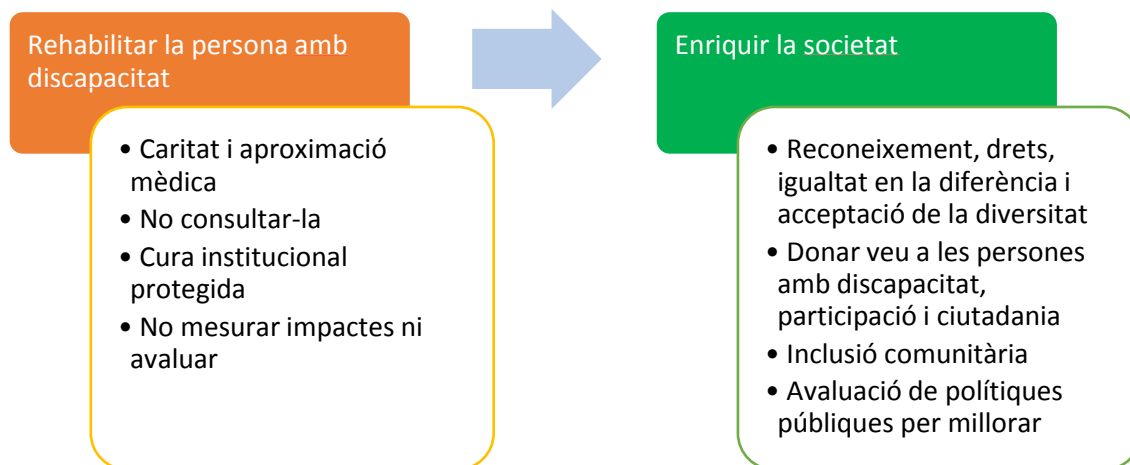 Rehabilitar la persona amb
discapacitat
• Caritat i aproximació
mèdica
• No consultar-la
• Cura institucional
protegida
• No mesurar impactes ni
avaluar
Enriquir la societat
• Reconeixement, drets,
igualtat en la diferència i
acceptació de la diversitat
• Donar veu a les persones
amb discapacitat,
participació i ciutadania
• Inclusió comunitària
• Avaluació de polítiques
públiques per millorar